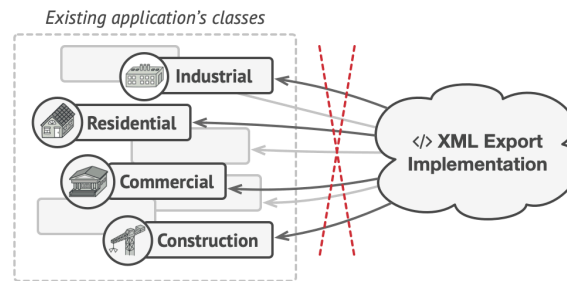 Existing application’s classes
Industrial
Residential
Commercial
Construction
</> XML Export
Implementation